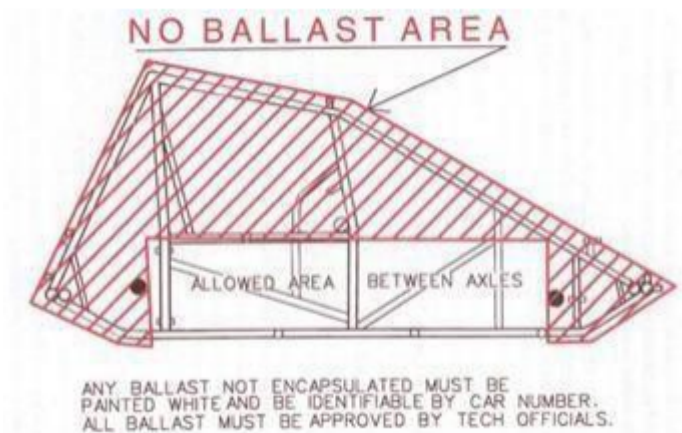 NO BALLAST AREA
ALLOWED AREA
BETWEEN AXLES
ANY BALLAST NOT ENCAPSULATED MUST BE
PAINTED WHITE AND BE IDENTIFIABLE BY CAR NUMBER.
ALL BALLAST MUST BE APPROVED BY TECH OFFICIALS.